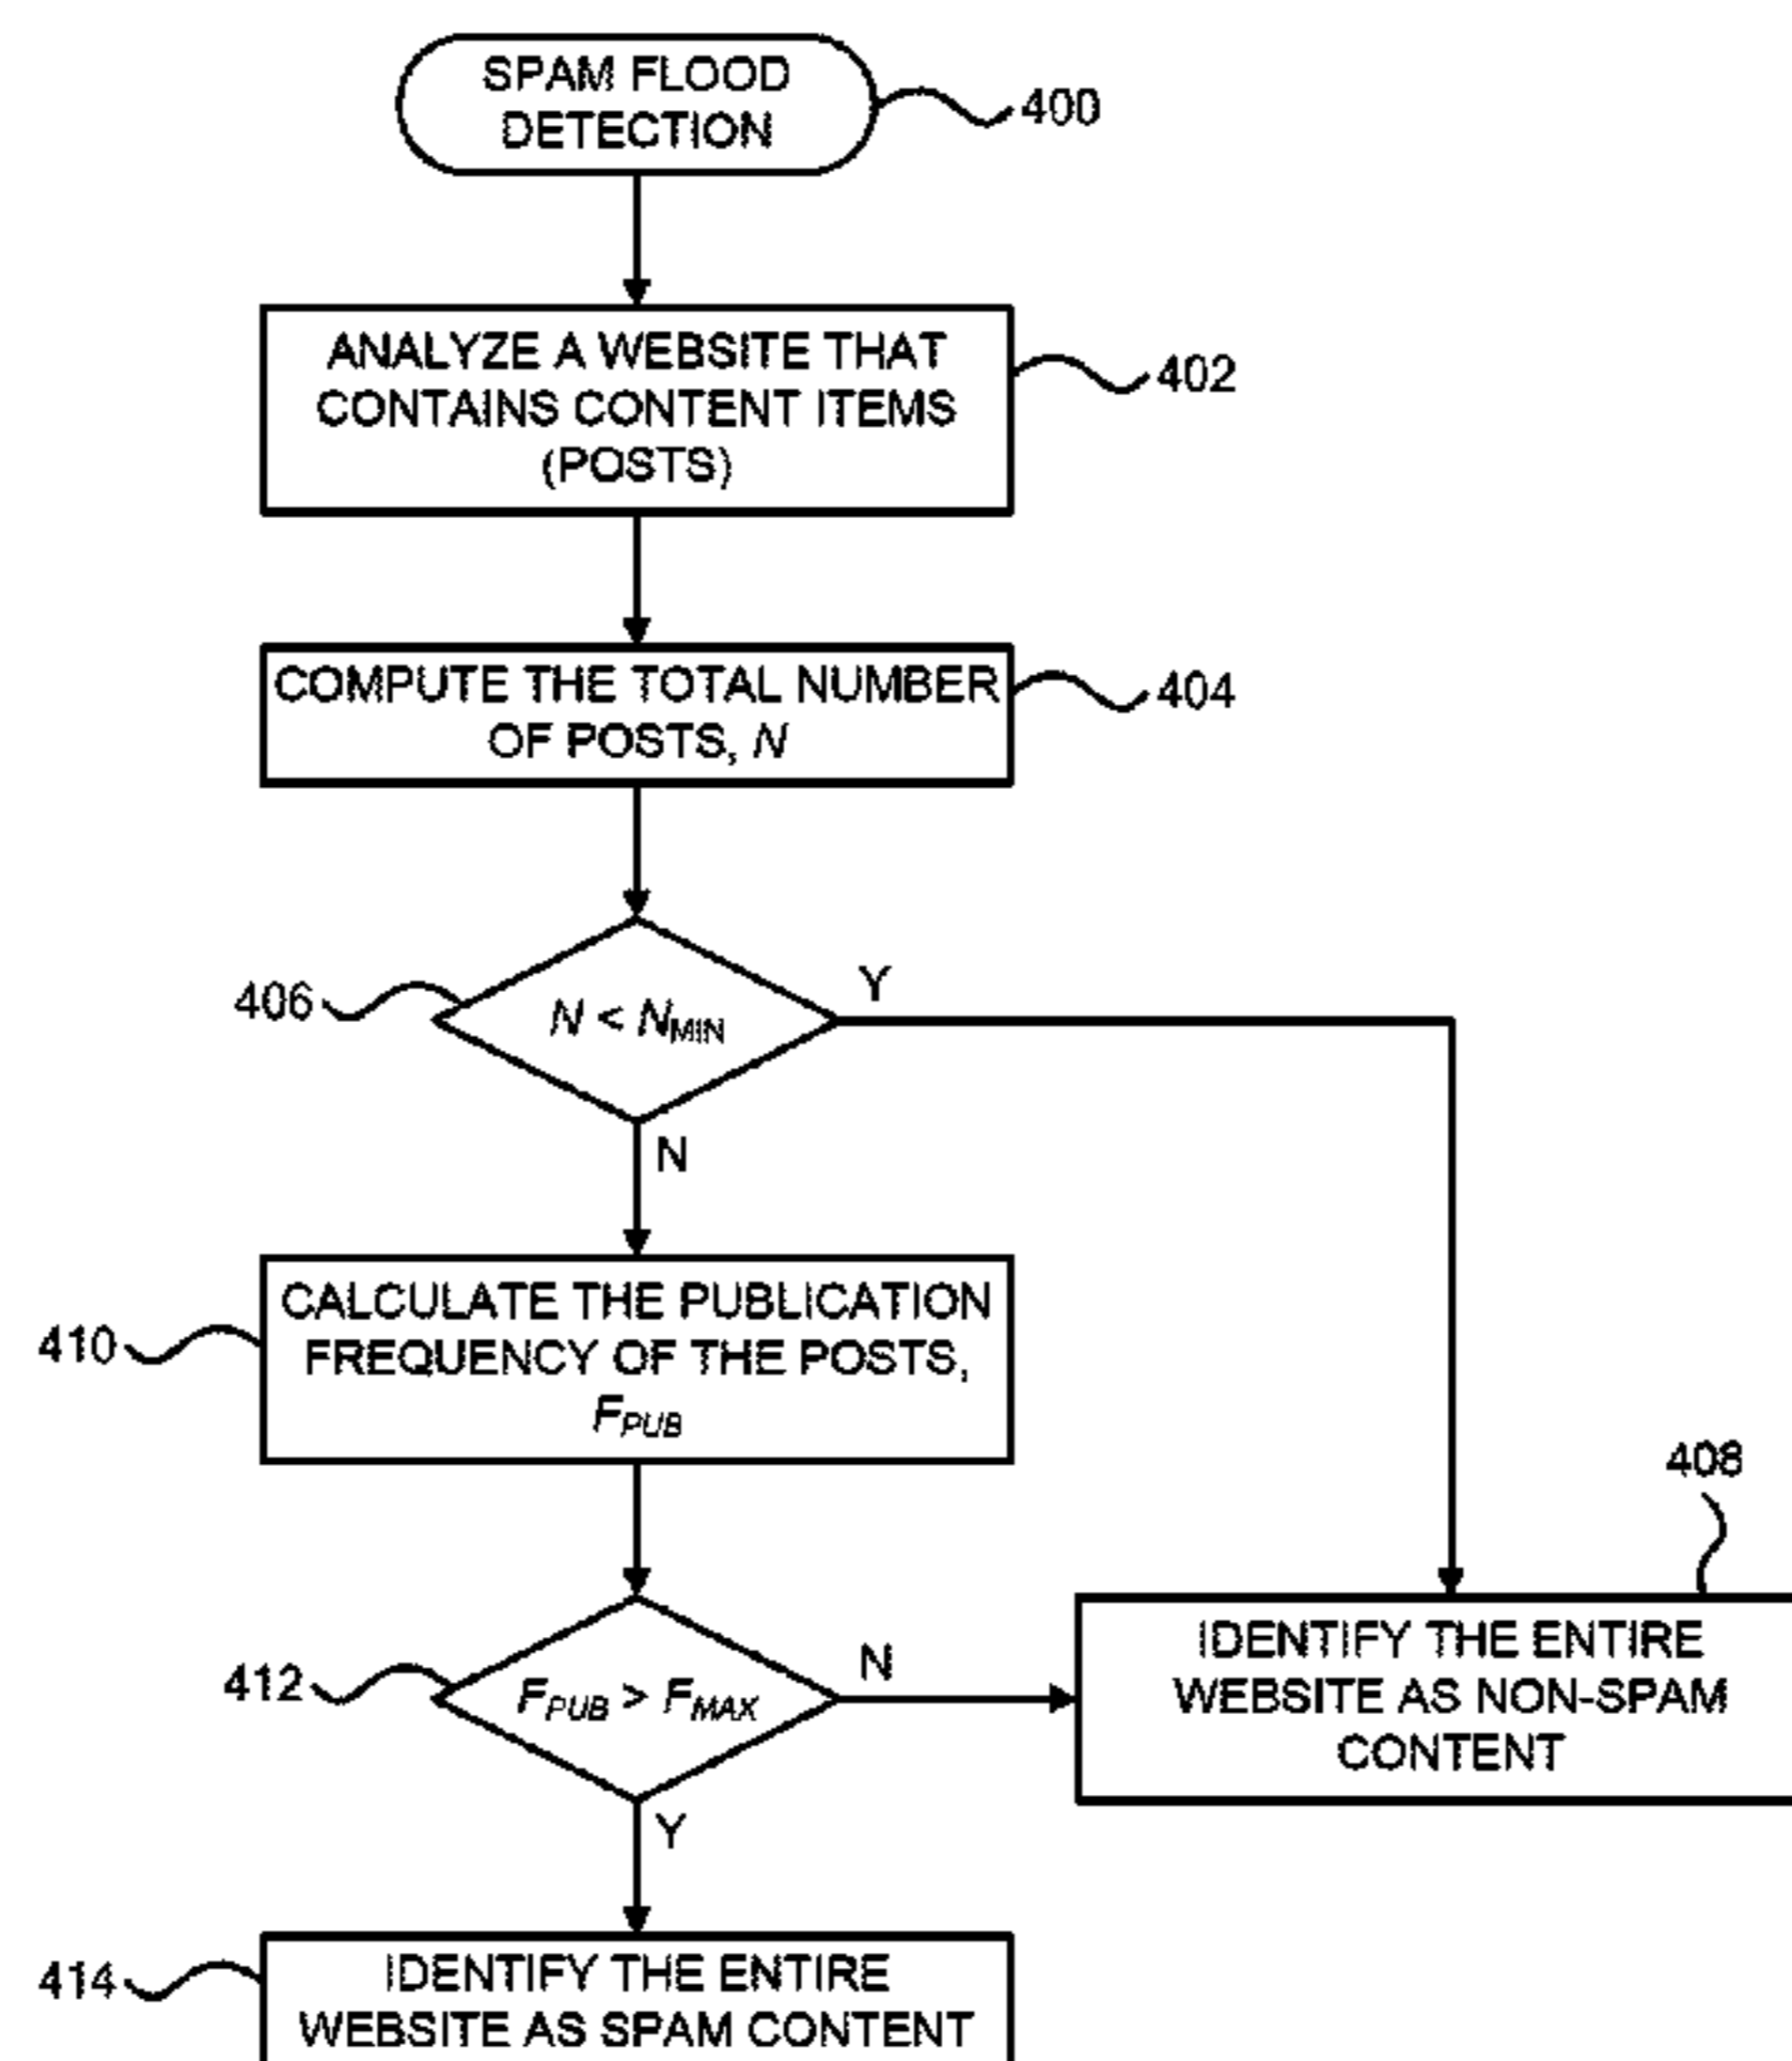 SPAM FLOOD
DETECTION
400
ANALYZE A WEBSITE THAT
CONTAINS CONTENT ITEMS
(POSTS)
402
COMPUTE THE TOTAL NUMBER
OF POSTS, N
404
406
N < NMIN
Y
N
CALCULATE THE PUBLICATION
FREQUENCY OF THE POSTS,
FPUB
410
408
412
FPUB > FMAX
N
Y
IDENTIFY THE ENTIRE
WEBSITE AS NON-SPAM
CONTENT
414
IDENTIFY THE ENTIRE
WEBSITE AS SPAM CONTENT